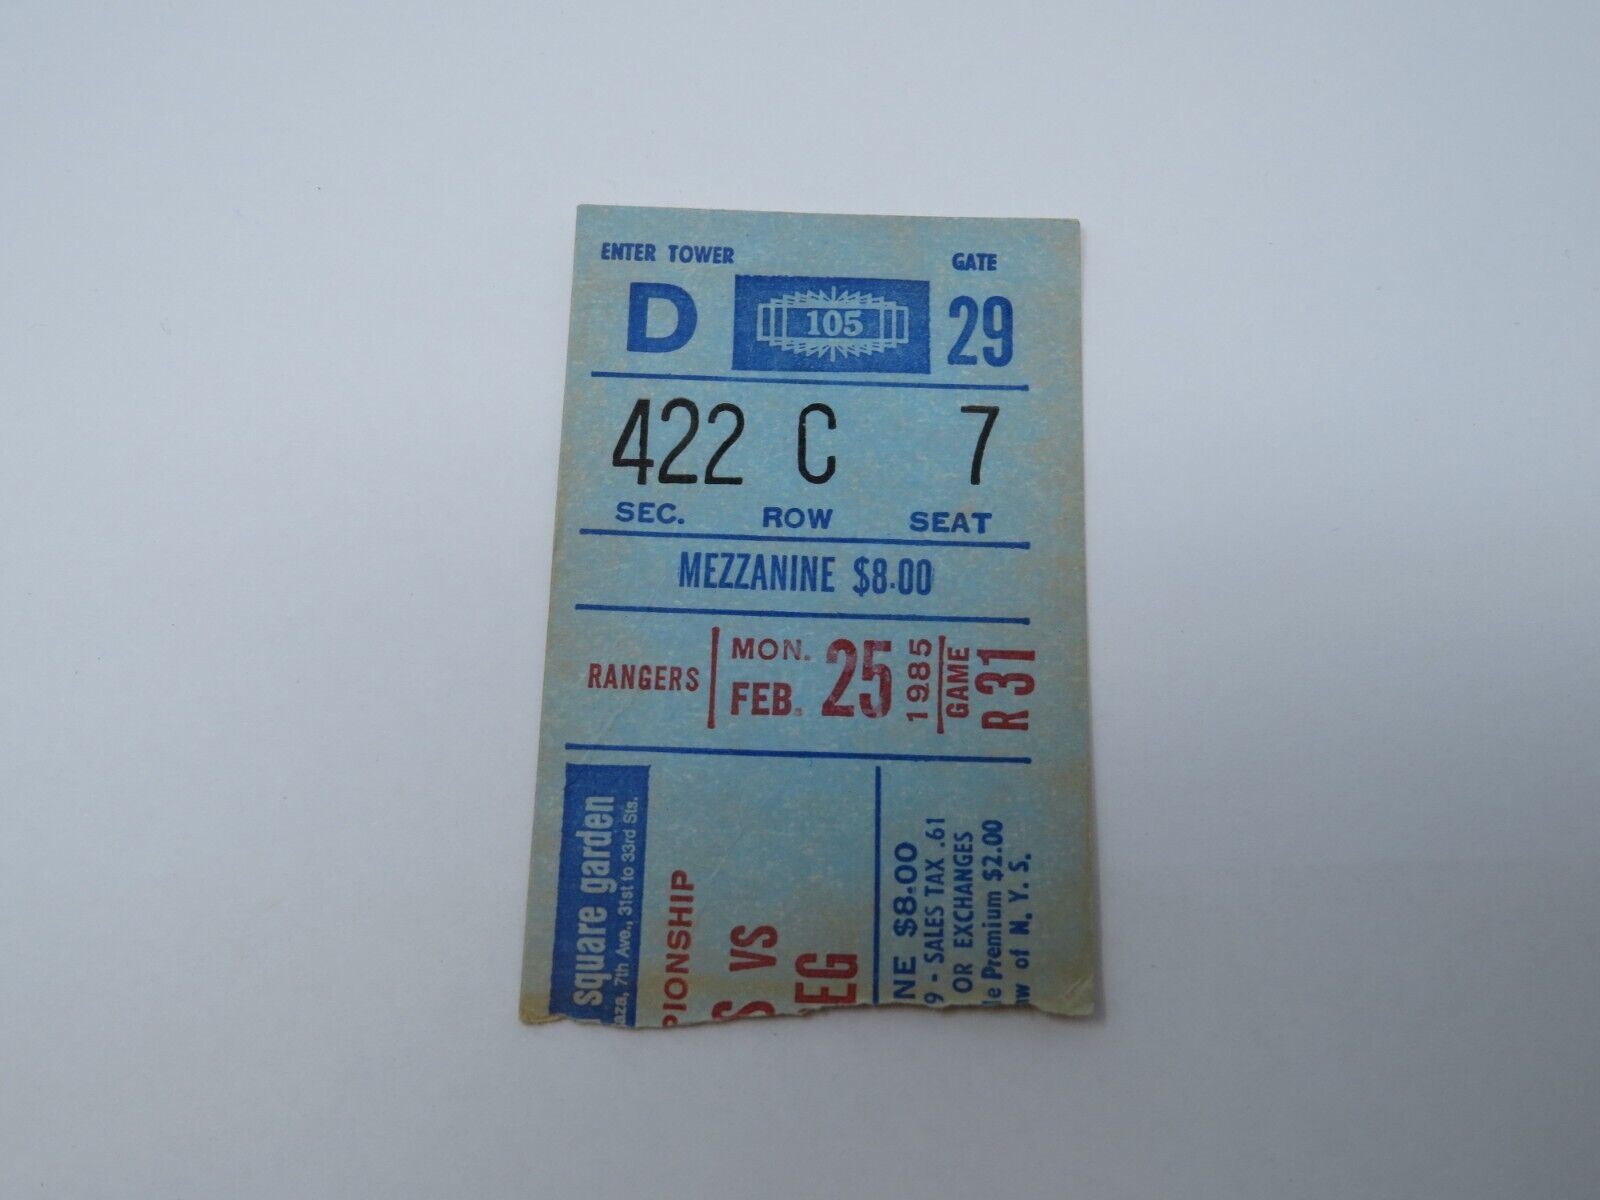 ENTER TOWER
GATE
D
105
29
422 C 7
SEC. ROW SEAT
MEZZANINE $8.00
RANGERS
MON.
FEB.
25
1985
GAME
R 31
square garden
7th Ave., 31st to 33rd Sts.
PIONSHIP
S VS
EG
NE $8.00
9 - SALES TAX .61
OR EXCHANGES
le Premium $2.00
aw of N. Y. S.